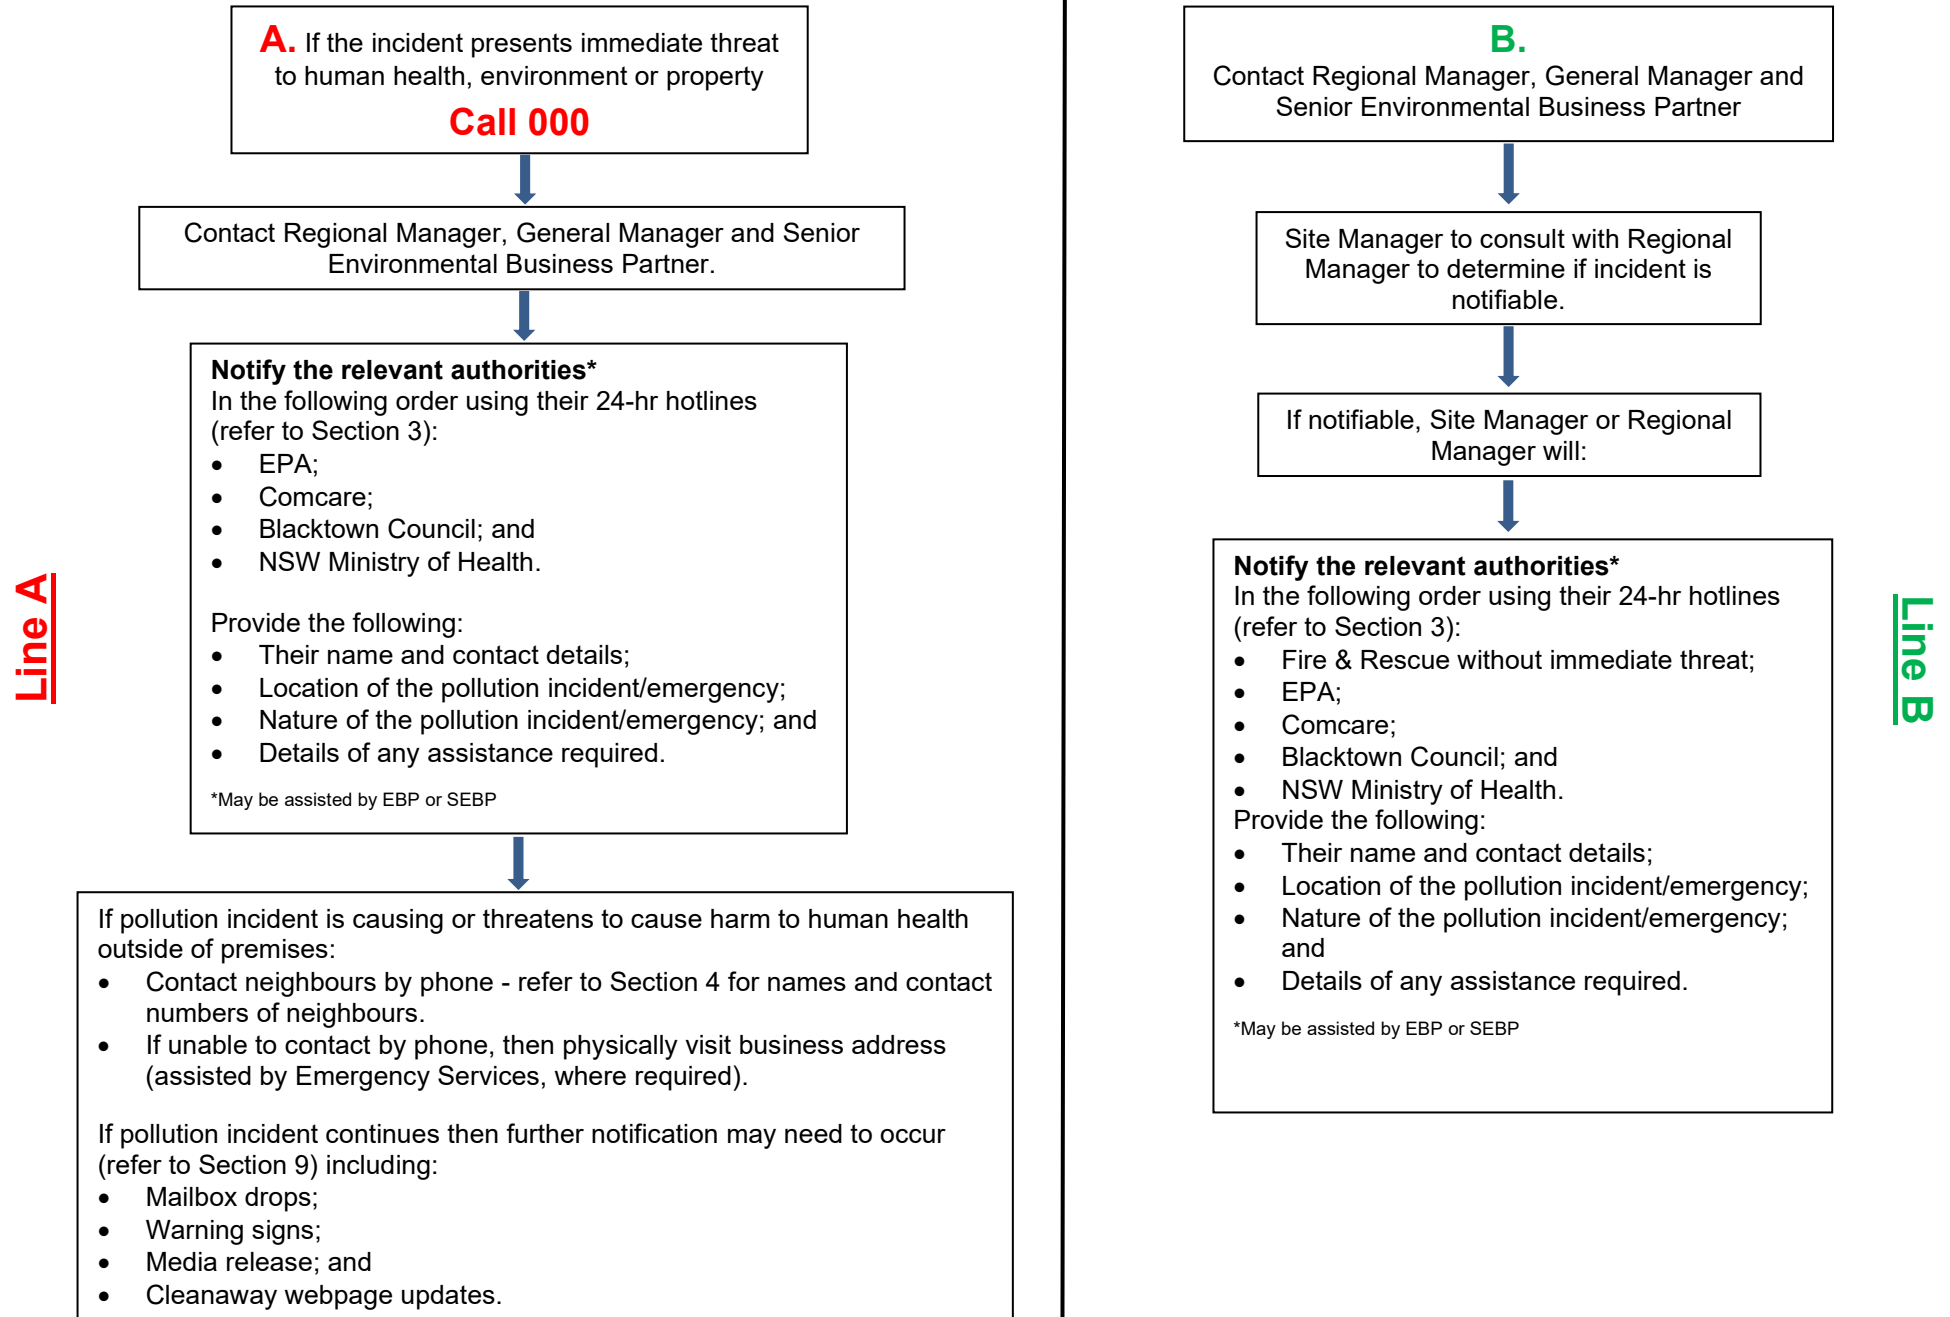 A. If the incident presents immediate threat
to human health, environment or property
Call 000
Contact Regional Manager, General Manager and Senior
Environmental Business Partner.
Notify the relevant authorities*
In the following order using their 24-hr hotlines
(refer to Section 3):
• EPA;
• Comcare;
• Blacktown Council; and
• NSW Ministry of Health.
Provide the following:
• Their name and contact details;
• Location of the pollution incident/emergency;
• Nature of the pollution incident/emergency; and
• Details of any assistance required.
*May be assisted by EBP or SEBP
If pollution incident is causing or threatens to cause harm to human health
outside of premises:
• Contact neighbours by phone - refer to Section 4 for names and contact
numbers of neighbours.
• If unable to contact by phone, then physically visit business address
(assisted by Emergency Services, where required).
If pollution incident continues then further notification may need to occur
(refer to Section 9) including:
• Mailbox drops;
• Warning signs;
• Media release; and
• Cleanaway webpage updates.
Line A
B.
Contact Regional Manager, General Manager and
Senior Environmental Business Partner
Site Manager to consult with Regional
Manager to determine if incident is
notifiable.
If notifiable, Site Manager or Regional
Manager will:
Notify the relevant authorities*
In the following order using their 24-hr hotlines
(refer to Section 3):
• Fire & Rescue without immediate threat;
• EPA;
• Comcare;
• Blacktown Council; and
• NSW Ministry of Health.
Provide the following:
• Their name and contact details;
• Location of the pollution incident/emergency;
• Nature of the pollution incident/emergency;
and
• Details of any assistance required.
*May be assisted by EBP or SEBP
Line B